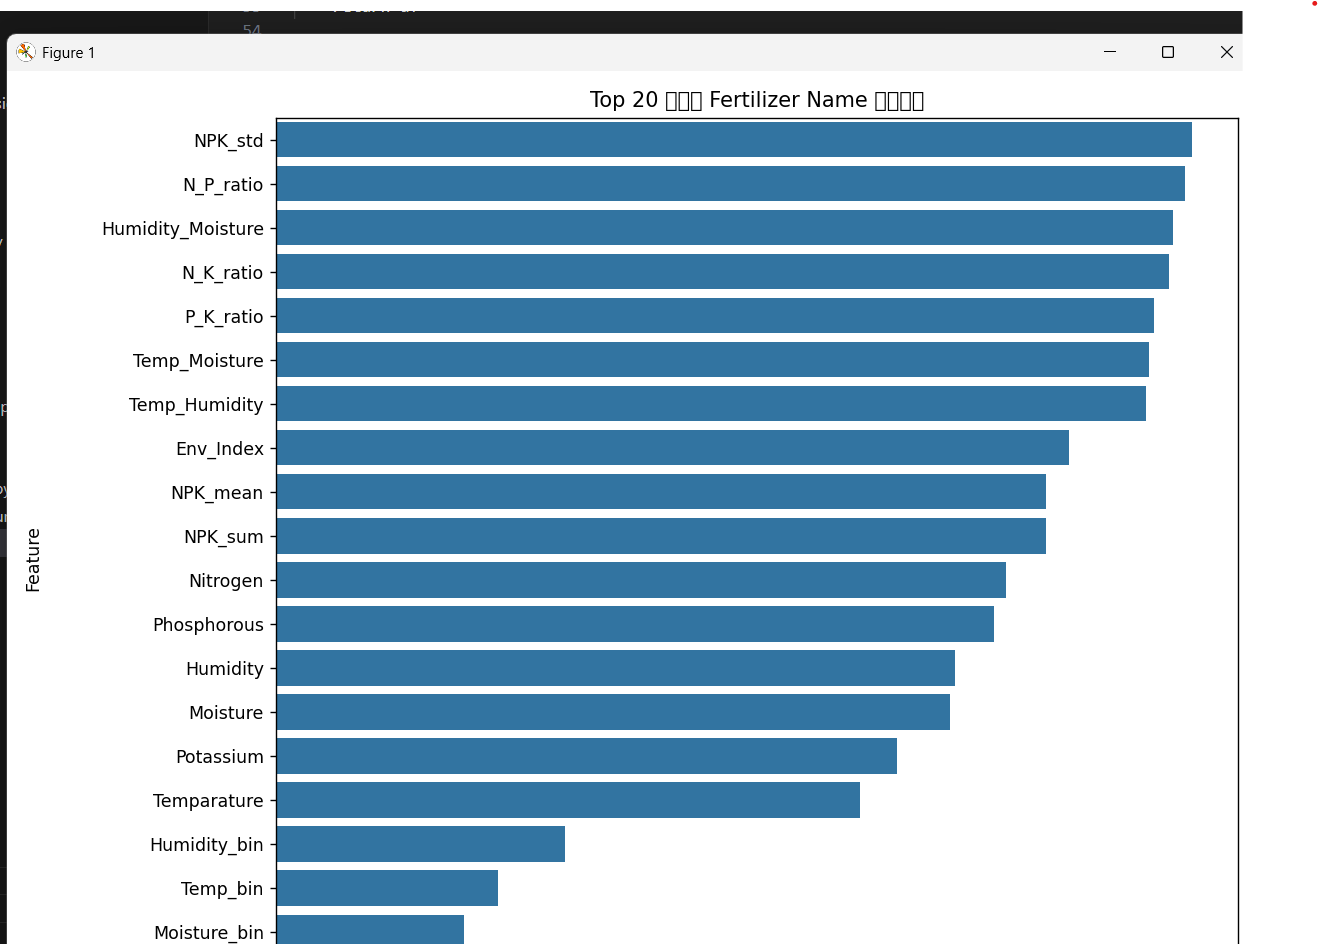 54
Figure 1
Top 20 □□□ Fertilizer Name □□□□
NPK_std
N_P_ratio
Humidity_Moisture
N_K_ratio
P_K_ratio
Temp_Moisture
Temp_Humidity
Env_Index
NPK_mean
NPK_sum
Nitrogen
Phosphorous
Humidity
Moisture
Potassium
Temparature
Humidity_bin
Temp_bin
Moisture_bin
Feature